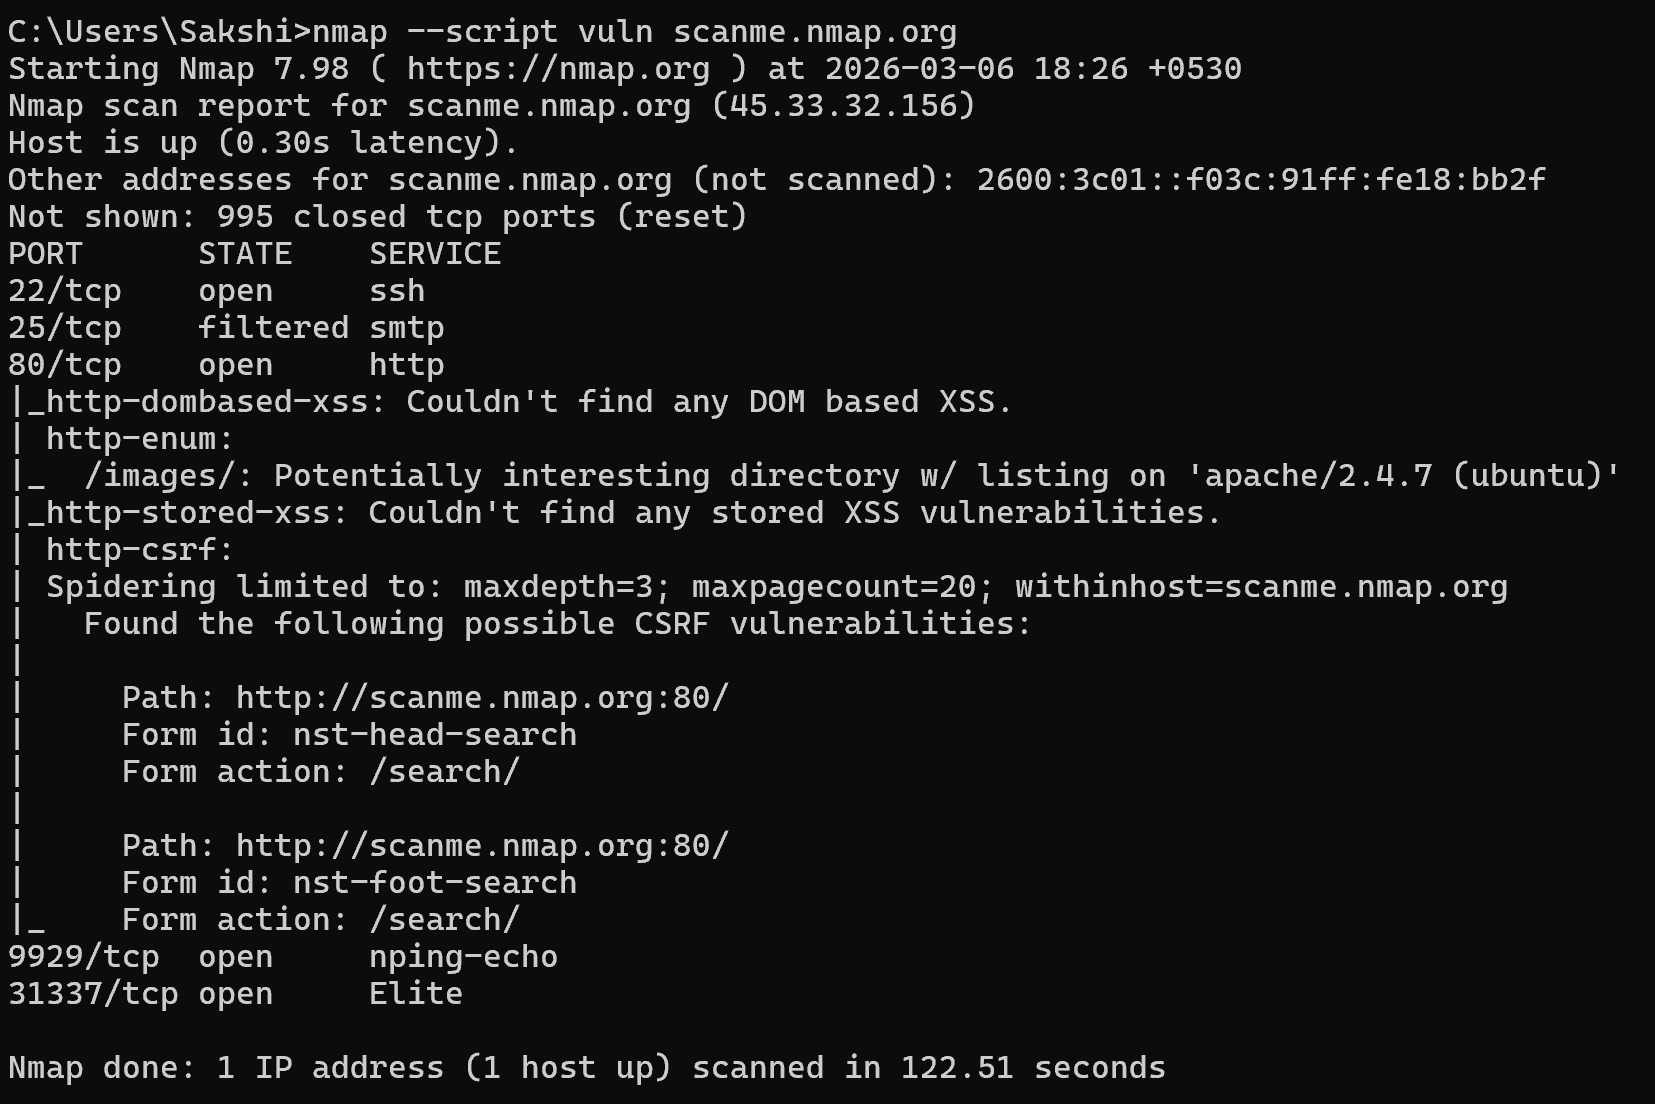 C:\Users\Sakshi>nmap --script vuln scanme.nmap.org
Starting Nmap 7.98 ( https://nmap.org ) at 2026-03-06 18:26 +0530
Nmap scan report for scanme.nmap.org (45.33.32.156)
Host is up (0.30s latency).
Other addresses for scanme.nmap.org (not scanned): 2600:3c01::f03c:91ff:fe18:bb2f
Not shown: 995 closed tcp ports (reset)
PORT      STATE    SERVICE
22/tcp    open     ssh
25/tcp    filtered smtp
80/tcp    open     http
|_http-dombased-xss: Couldn't find any DOM based XSS.
| http-enum:
|_  /images/: Potentially interesting directory w/ listing on 'apache/2.4.7 (ubuntu)'
|_http-stored-xss: Couldn't find any stored XSS vulnerabilities.
| http-csrf:
| Spidering limited to: maxdepth=3; maxpagecount=20; withinhost=scanme.nmap.org
|   Found the following possible CSRF vulnerabilities:
|
|     Path: http://scanme.nmap.org:80/
|     Form id: nst-head-search
|     Form action: /search/
|
|     Path: http://scanme.nmap.org:80/
|     Form id: nst-foot-search
|_    Form action: /search/
9929/tcp  open     nping-echo
31337/tcp open     Elite
Nmap done: 1 IP address (1 host up) scanned in 122.51 seconds